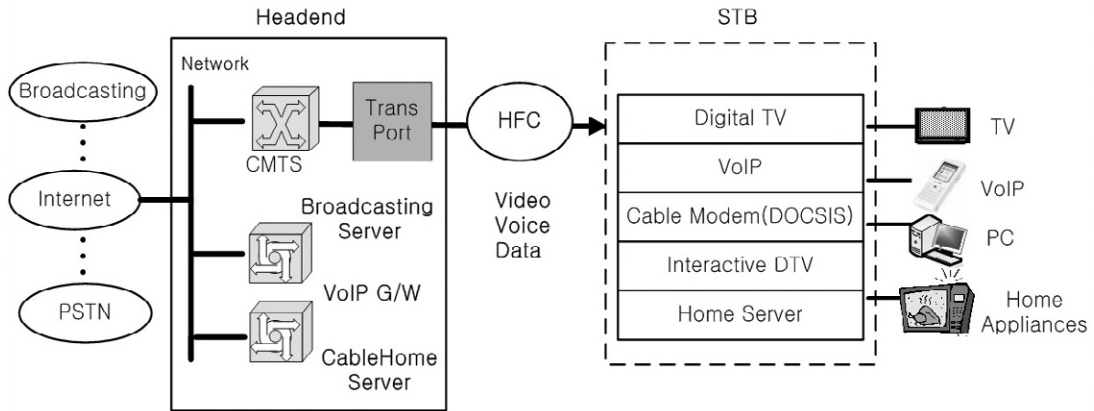 Headend
STB
Network
Broadcasting
Internet
PSTN
CMTS
Trans
Port
Broadcasting
Server
VoIP G/W
CableHome
Server
HFC
Video
Voice
Data
Digital TV
VoIP
Cable Modem(DOCSIS)
Interactive DTV
Home Server
TV
VoIP
PC
Home
Appliances